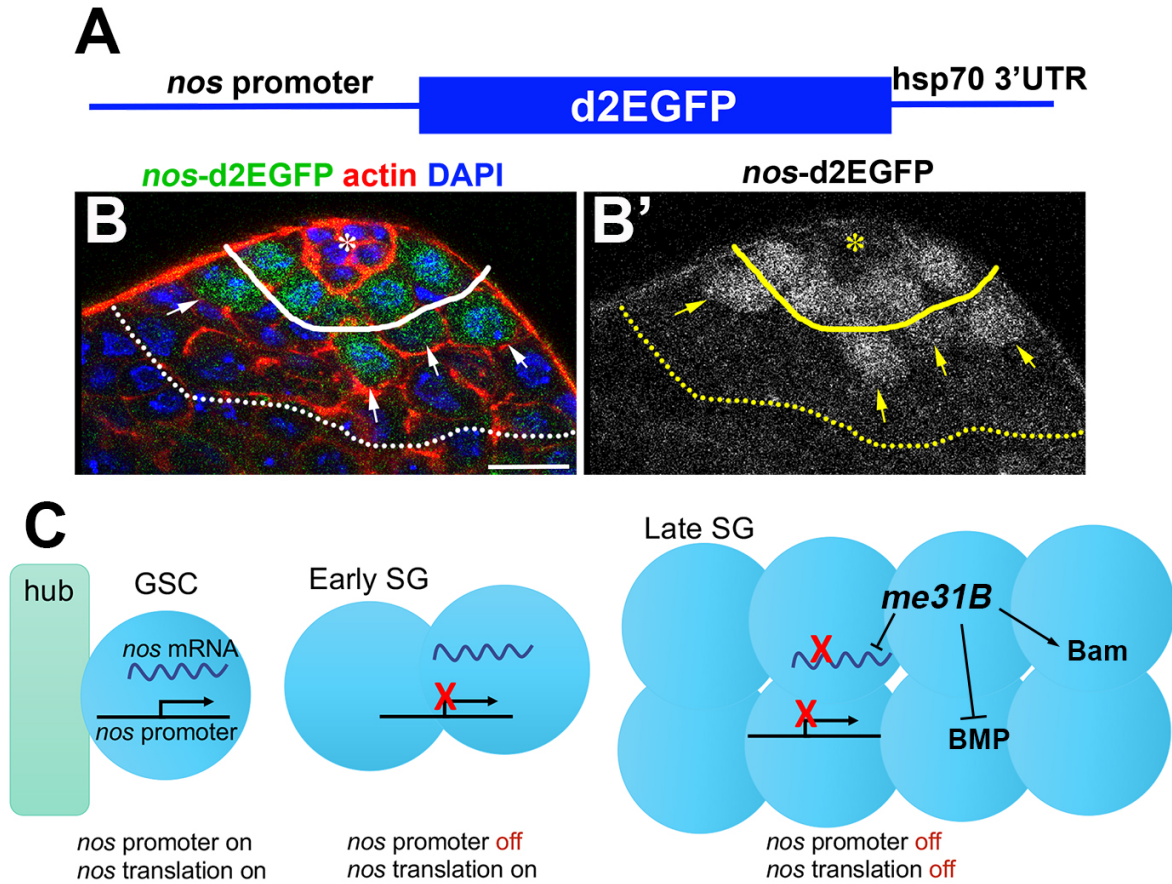 A
nos promoter
d2EGFP
hsp70 3’UTR
nos-d2EGFP actin DAPI
nos-d2EGFP
B
*
B’
*
C
hub
GSC
nos mRNA
nos promoter
Early SG
X
Late SG
me31B
X
Bam
X
BMP
nos promoter on
nos translation on
nos promoter off
nos translation on
nos promoter off
nos translation off